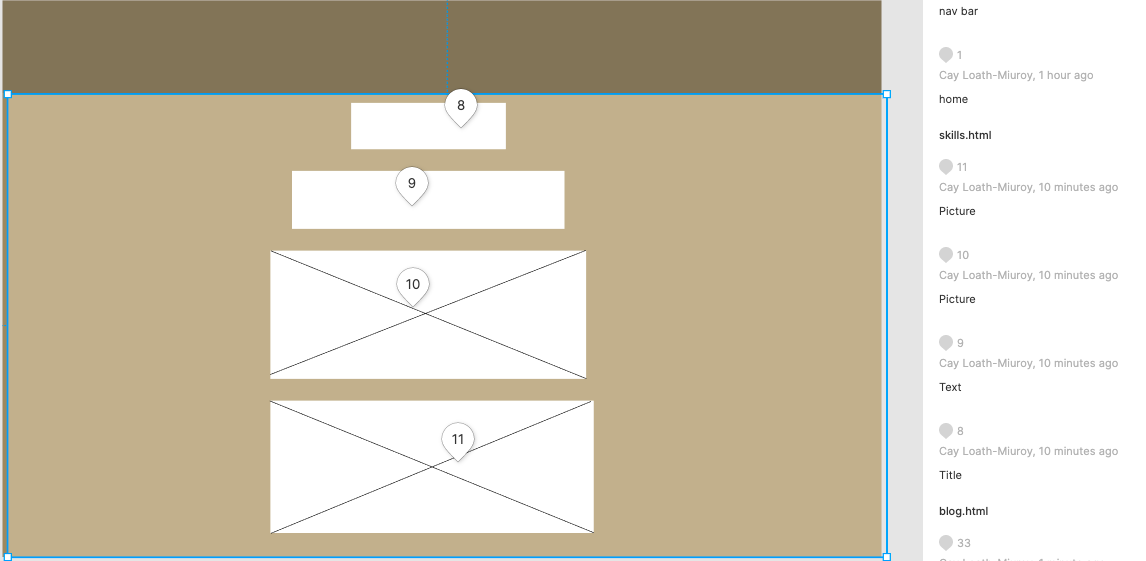 8
9
10
11
nav bar
1
Cay Loath-Miuroy, 1 hour ago
home
skills.html
11
Cay Loath-Miuroy, 10 minutes ago
Picture
10
Cay Loath-Miuroy, 10 minutes ago
Picture
9
Cay Loath-Miuroy, 10 minutes ago
Text
8
Cay Loath-Miuroy, 10 minutes ago
Title
blog.html
33